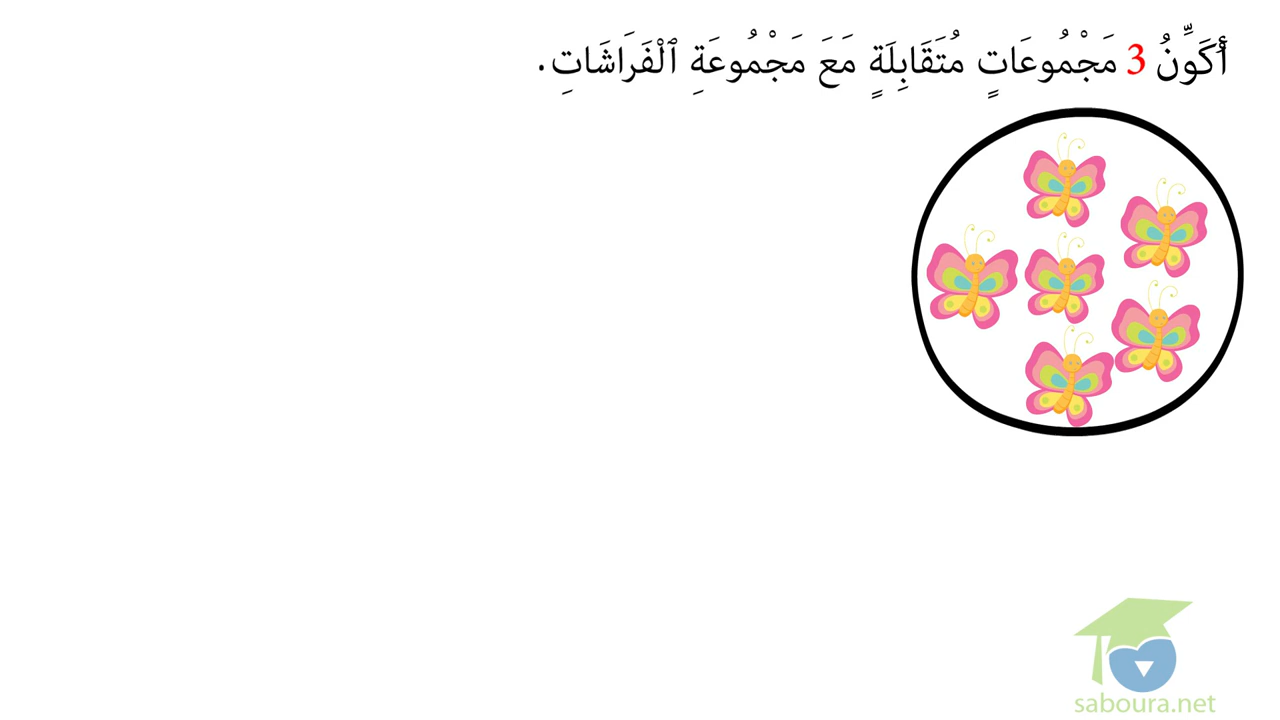 أُكَوِّنُ 3 مَجْمُوعَاتٍ مُتَقَابِلَةٍ مَعَ مَجْمُوعَةِ ٱلْفَرَاشَاتِ.
saboura.net